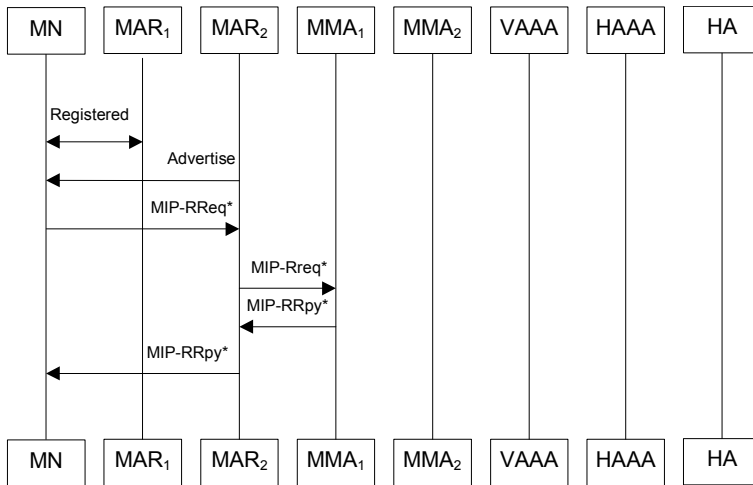 MN MAR₁ MAR₂ MMA₁ MMA₂ VAAA HAAA HA
Registered
Advertise
MIP-RReq*
MIP-Rreq*
MIP-RRpy*
MIP-RRpy*
MN MAR₁ MAR₂ MMA₁ MMA₂ VAAA HAAA HA